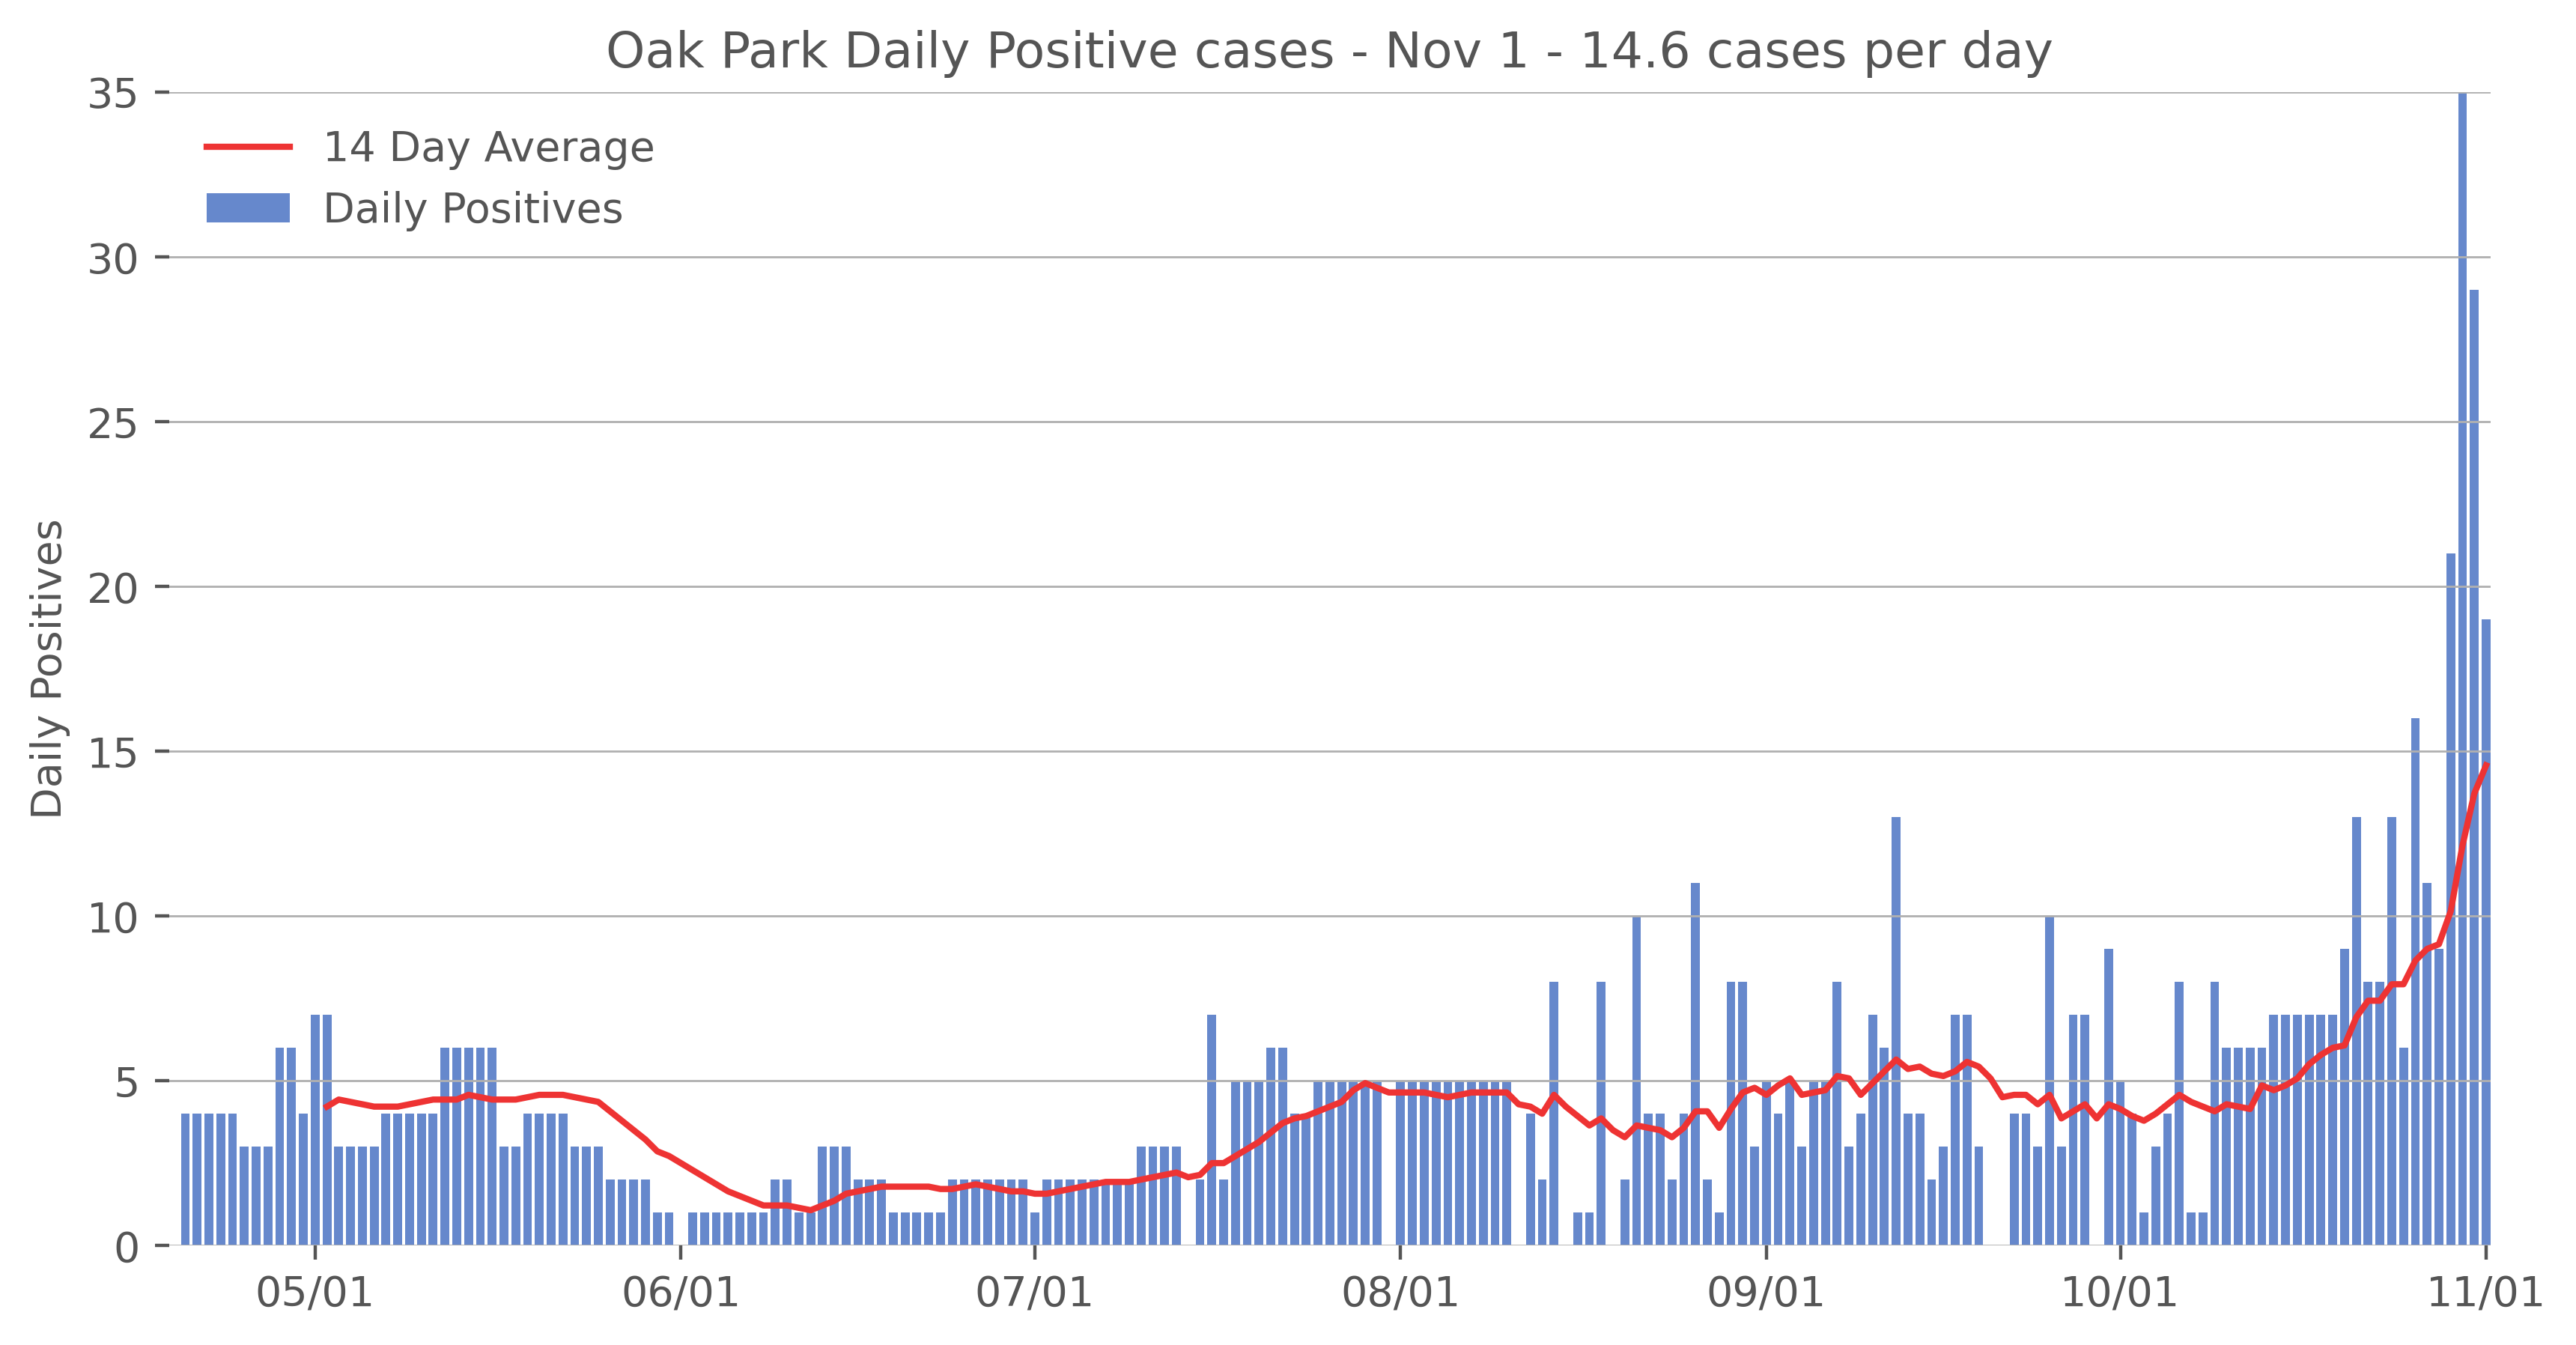 Oak Park Daily Positive cases - Nov 1 - 14.6 cases per day
35
14 Day Average
Daily Positives
30
25
20
Daily Positives
15
10
5
0
05/01 06/01 07/01 08/01 09/01 10/01 11/01